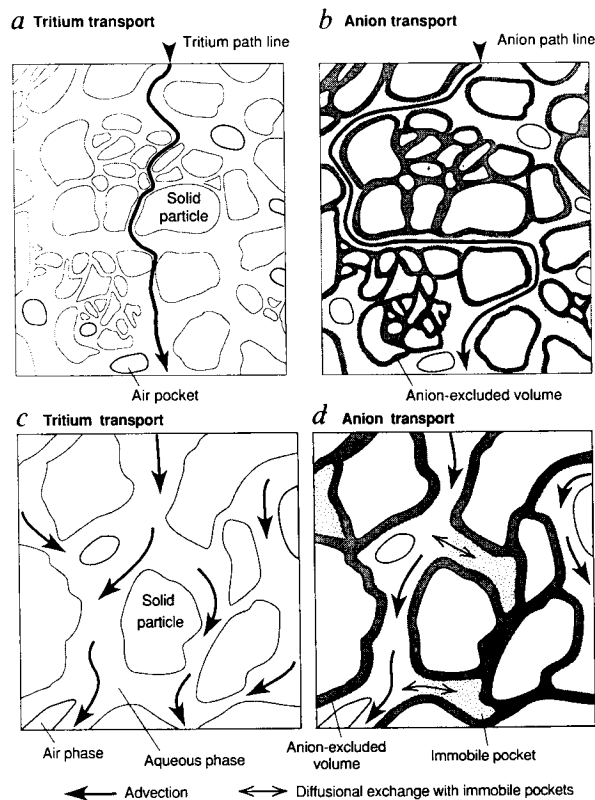 a Tritium transport
Tritium path line
Solid
particle
Air pocket
b Anion transport
Anion path line
Anion-excluded volume
c Tritium transport
Solid
particle
Air phase
Aqueous phase
d Anion transport
Anion-excluded
volume
Immobile pocket
Advection
Diffusional exchange with immobile pockets